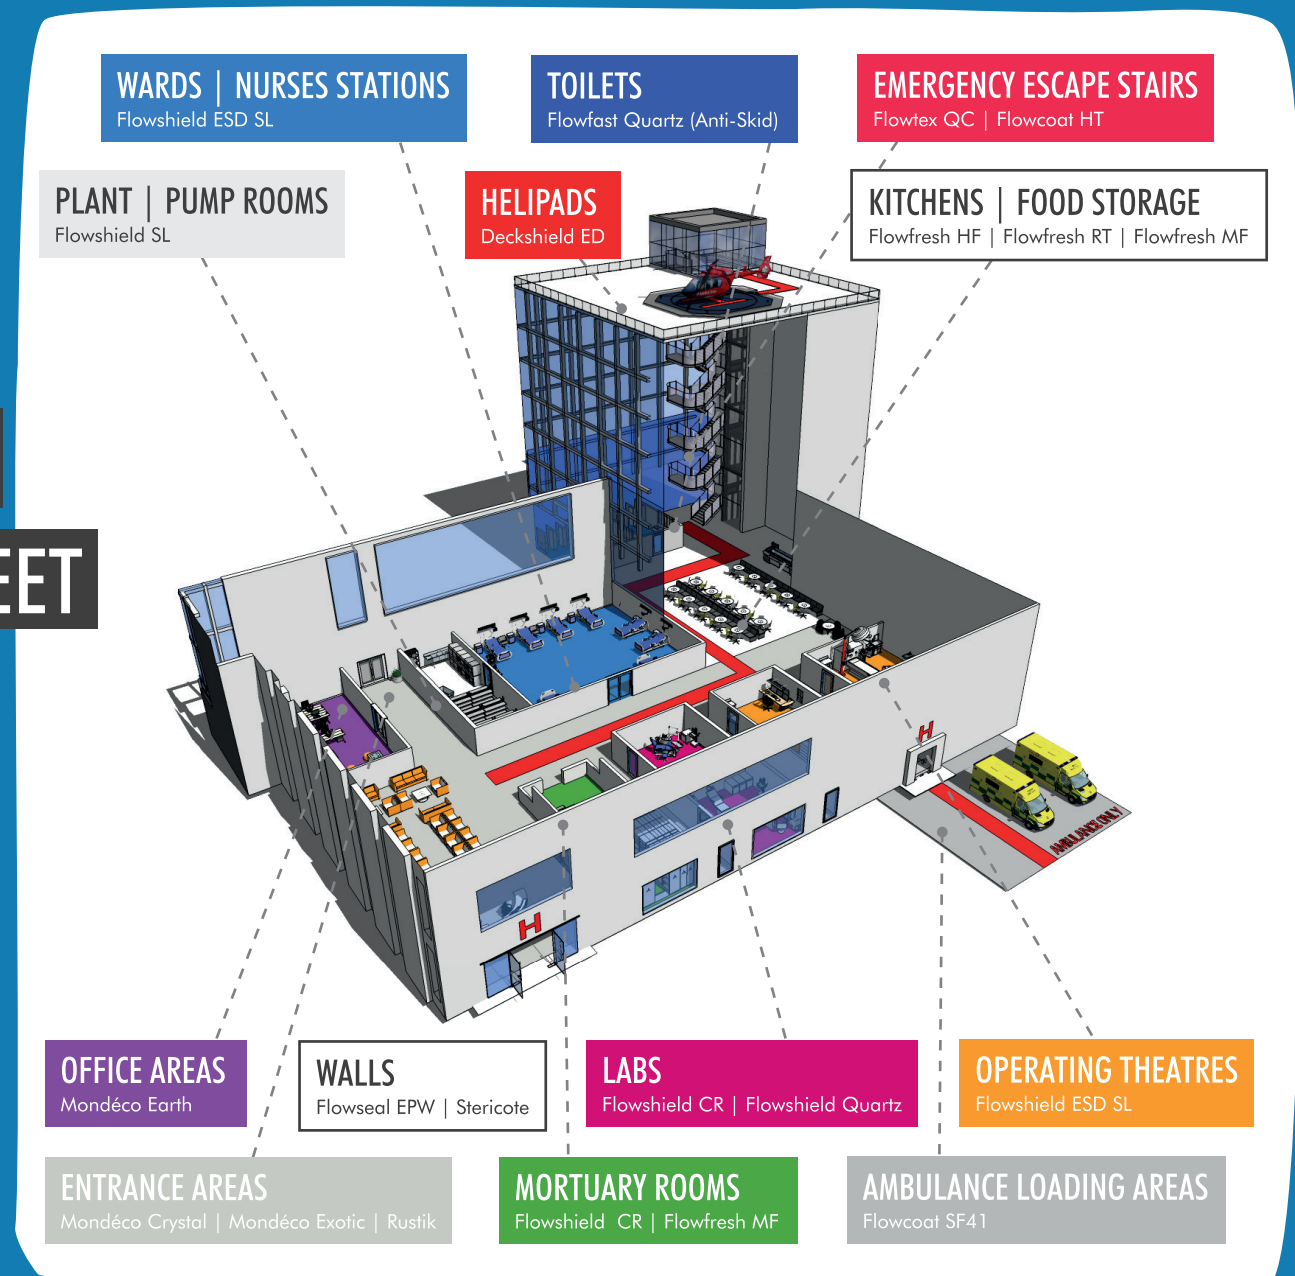 WARDS | NURSES STATIONS
Flowshield ESD SL
TOILETS
Flowfast Quartz (Anti-Skid)
EMERGENCY ESCAPE STAIRS
Flowtex QC | Flowcoat HT
PLANT | PUMP ROOMS
Flowshield SL
HELIPADS
Deckshield ED
KITCHENS | FOOD STORAGE
Flowfresh HF | Flowfresh RT | Flowfresh MF
EET
H
AMBULANCE ONLY
H
OFFICE AREAS
Mondéco Earth
WALLS
Flowseal EPW | Stericote
LABS
Flowshield CR | Flowshield Quartz
OPERATING THEATRES
Flowshield ESD SL
ENTRANCE AREAS
Mondéco Crystal | Mondéco Exotic | Rustik
MORTUARY ROOMS
Flowshield  CR | Flowfresh MF
AMBULANCE LOADING AREAS
Flowcoat SF41